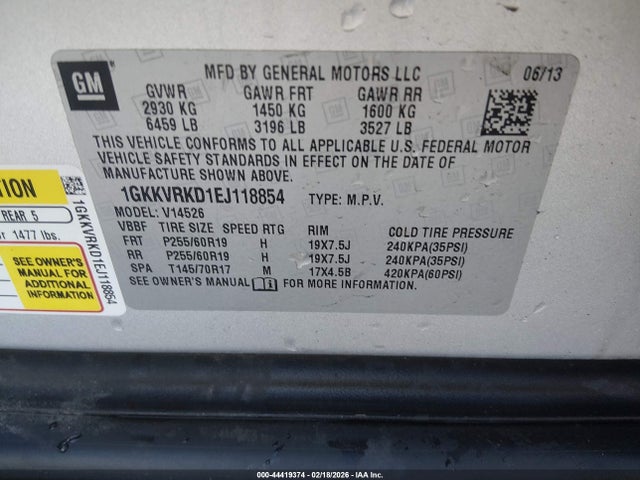 GM
MFD BY GENERAL MOTORS LLC 06/13
GVWR GAWR FRT GAWR RR
2930 KG 1450 KG 1600 KG
6459 LB 3196 LB 3527 LB
THIS VEHICLE CONFORMS TO ALL APPLICABLE U.S. FEDERAL MOTOR
VEHICLE SAFETY STANDARDS IN EFFECT ON THE DATE OF
MANUFACTURE SHOWN ABOVE.
1GKKVRKD1EJ118854 TYPE: M.P.V.
MODEL: V14526
VBBF TIRE SIZE SPEED RTG RIM COLD TIRE PRESSURE
FRT P255/60R19 H 19X7.5J 240KPA(35PSI)
RR P255/60R19 H 19X7.5J 240KPA(35PSI)
SPA T145/70R17 M 17X4.5B 420KPA(60PSI)
SEE OWNER'S MANUAL FOR MORE INFORMATION.
TION
REAR 5
r 1477 lbs.
SEE OWNER'S
MANUAL FOR
ADDITIONAL
INFORMATION
1GKKVRKD1EJ118854
000-44419374 - 02/18/2026 - IAA Inc.